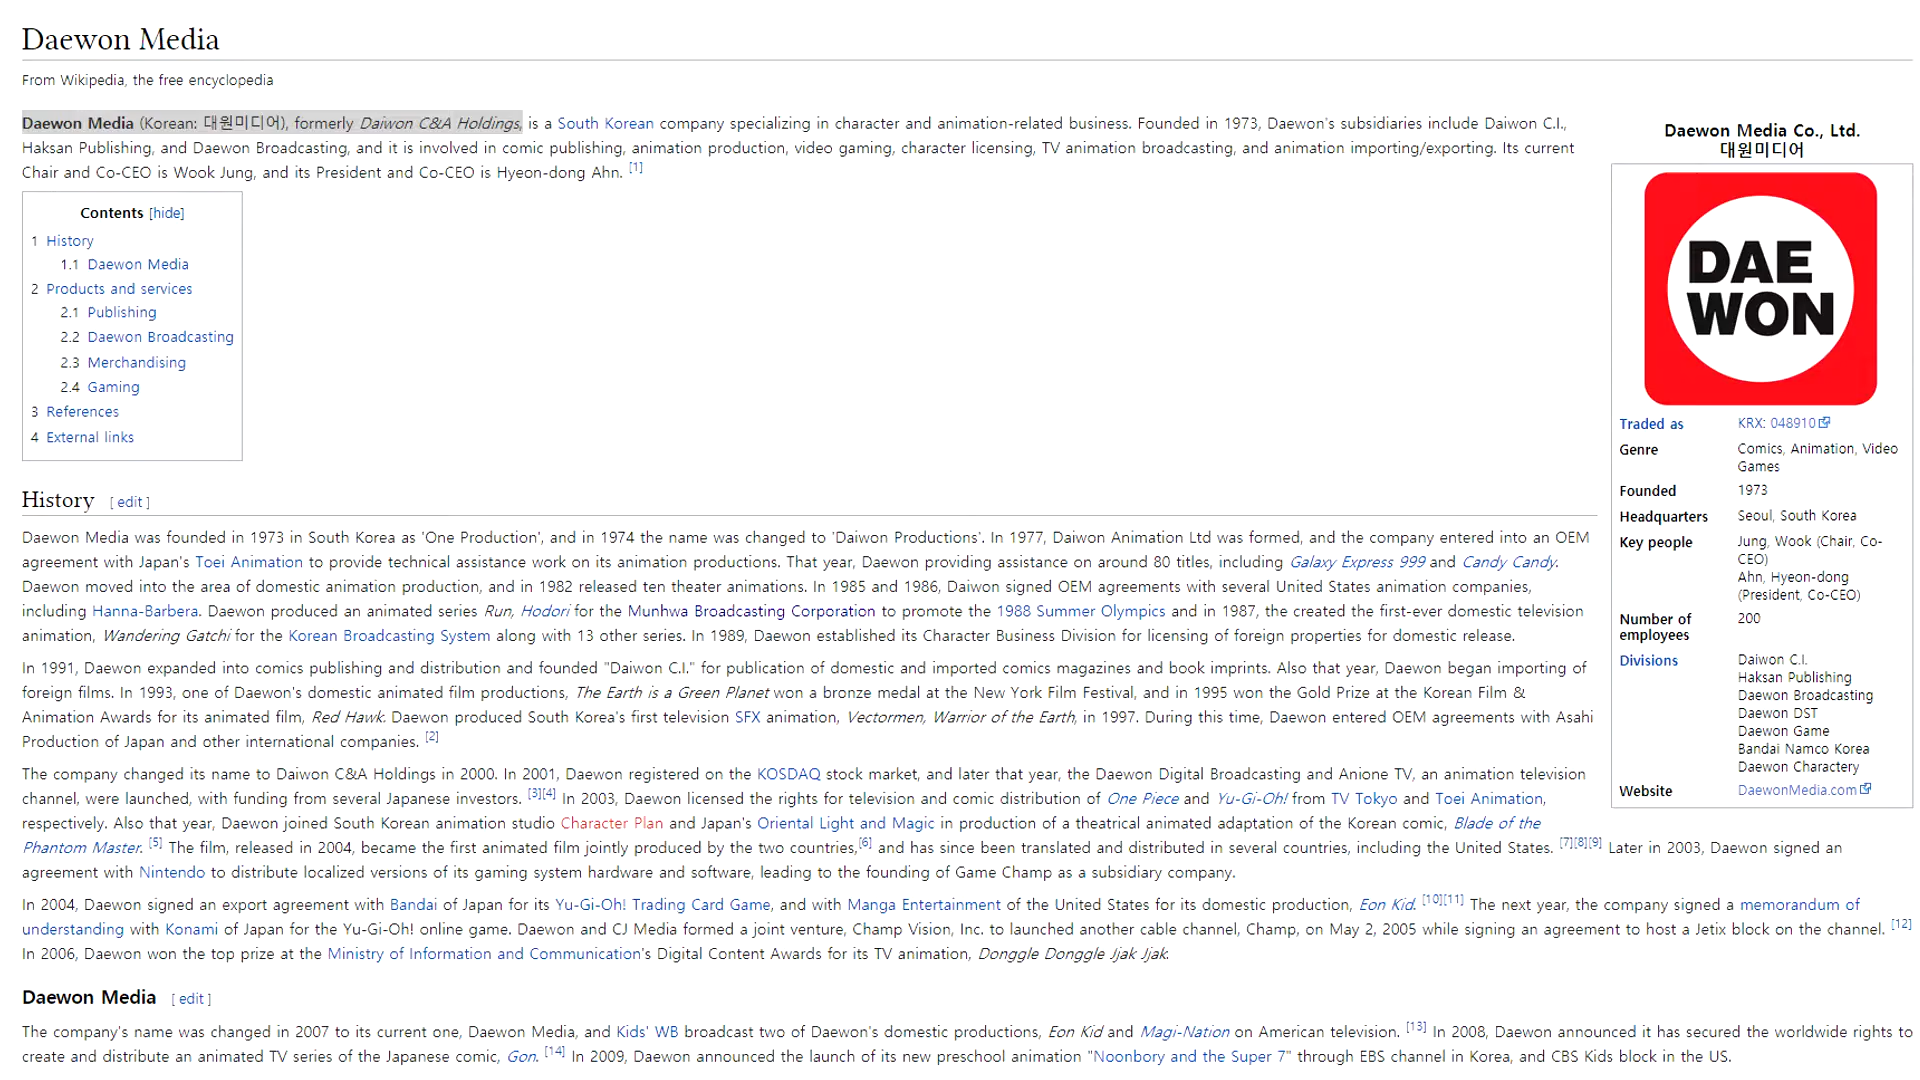 Daewon Media
From Wikipedia, the free encyclopedia
Daewon Media (Korean: 대원미디어), formerly Daiwon C&A Holdings, is a South Korean company specializing in character and animation-related business. Founded in 1973, Daewon's subsidiaries include Daiwon C.I.,
Haksan Publishing, and Daewon Broadcasting, and it is involved in comic publishing, animation production, video gaming, character licensing, TV animation broadcasting, and animation importing/exporting. Its current
Chair and Co-CEO is Wook Jung, and its President and Co-CEO is Hyeon-dong Ahn. [1]
Contents [hide]
1 History
1.1 Daewon Media
2 Products and services
2.1 Publishing
2.2 Daewon Broadcasting
2.3 Merchandising
2.4 Gaming
3 References
4 External links
Daewon Media Co., Ltd.
대원미디어
DAE
WON
Traded as KRX: 048910
Genre Comics, Animation, Video
Games
Founded 1973
Headquarters Seoul, South Korea
Key people Jung, Wook (Chair, Co-
CEO)
Ahn, Hyeon-dong
(President, Co-CEO)
Number of 200
employees
Divisions Daiwon C.I.
Haksan Publishing
Daewon Broadcasting
Daewon DST
Daewon Game
Bandai Namco Korea
Daewon Charactery
Website DaewonMedia.com
History [ edit ]
Daewon Media was founded in 1973 in South Korea as 'One Production', and in 1974 the name was changed to 'Daiwon Productions'. In 1977, Daiwon Animation Ltd was formed, and the company entered into an OEM
agreement with Japan's Toei Animation to provide technical assistance work on its animation productions. That year, Daewon providing assistance on around 80 titles, including Galaxy Express 999 and Candy Candy.
Daewon moved into the area of domestic animation production, and in 1982 released ten theater animations. In 1985 and 1986, Daiwon signed OEM agreements with several United States animation companies,
including Hanna-Barbera. Daewon produced an animated series Run, Hodori for the Munhwa Broadcasting Corporation to promote the 1988 Summer Olympics and in 1987, the created the first-ever domestic television
animation, Wandering Gatchi for the Korean Broadcasting System along with 13 other series. In 1989, Daewon established its Character Business Division for licensing of foreign properties for domestic release.
In 1991, Daewon expanded into comics publishing and distribution and founded "Daiwon C.I." for publication of domestic and imported comics magazines and book imprints. Also that year, Daewon began importing of
foreign films. In 1993, one of Daewon's domestic animated film productions, The Earth is a Green Planet won a bronze medal at the New York Film Festival, and in 1995 won the Gold Prize at the Korean Film &
Animation Awards for its animated film, Red Hawk. Daewon produced South Korea's first television SFX animation, Vectormen, Warrior of the Earth, in 1997. During this time, Daewon entered OEM agreements with Asahi
Production of Japan and other international companies. [2]
The company changed its name to Daiwon C&A Holdings in 2000. In 2001, Daewon registered on the KOSDAQ stock market, and later that year, the Daewon Digital Broadcasting and Anione TV, an animation television
channel, were launched, with funding from several Japanese investors. [3][4] In 2003, Daewon licensed the rights for television and comic distribution of One Piece and Yu-Gi-Oh! from TV Tokyo and Toei Animation,
respectively. Also that year, Daewon joined South Korean animation studio Character Plan and Japan's Oriental Light and Magic in production of a theatrical animated adaptation of the Korean comic, Blade of the
Phantom Master. [5] The film, released in 2004, became the first animated film jointly produced by the two countries,[6] and has since been translated and distributed in several countries, including the United States. [7][8][9] Later in 2003, Daewon signed an
agreement with Nintendo to distribute localized versions of its gaming system hardware and software, leading to the founding of Game Champ as a subsidiary company.
In 2004, Daewon signed an export agreement with Bandai of Japan for its Yu-Gi-Oh! Trading Card Game, and with Manga Entertainment of the United States for its domestic production, Eon Kid. [10][11] The next year, the company signed a memorandum of
understanding with Konami of Japan for the Yu-Gi-Oh! online game. Daewon and CJ Media formed a joint venture, Champ Vision, Inc. to launched another cable channel, Champ, on May 2, 2005 while signing an agreement to host a Jetix block on the channel. [12]
In 2006, Daewon won the top prize at the Ministry of Information and Communication's Digital Content Awards for its TV animation, Donggle Donggle Jjak Jjak.
Daewon Media [ edit ]
The company's name was changed in 2007 to its current one, Daewon Media, and Kids' WB broadcast two of Daewon's domestic productions, Eon Kid and Magi-Nation on American television. [13] In 2008, Daewon announced it has secured the worldwide rights to
create and distribute an animated TV series of the Japanese comic, Gon. [14] In 2009, Daewon announced the launch of its new preschool animation "Noonbory and the Super 7" through EBS channel in Korea, and CBS Kids block in the US.